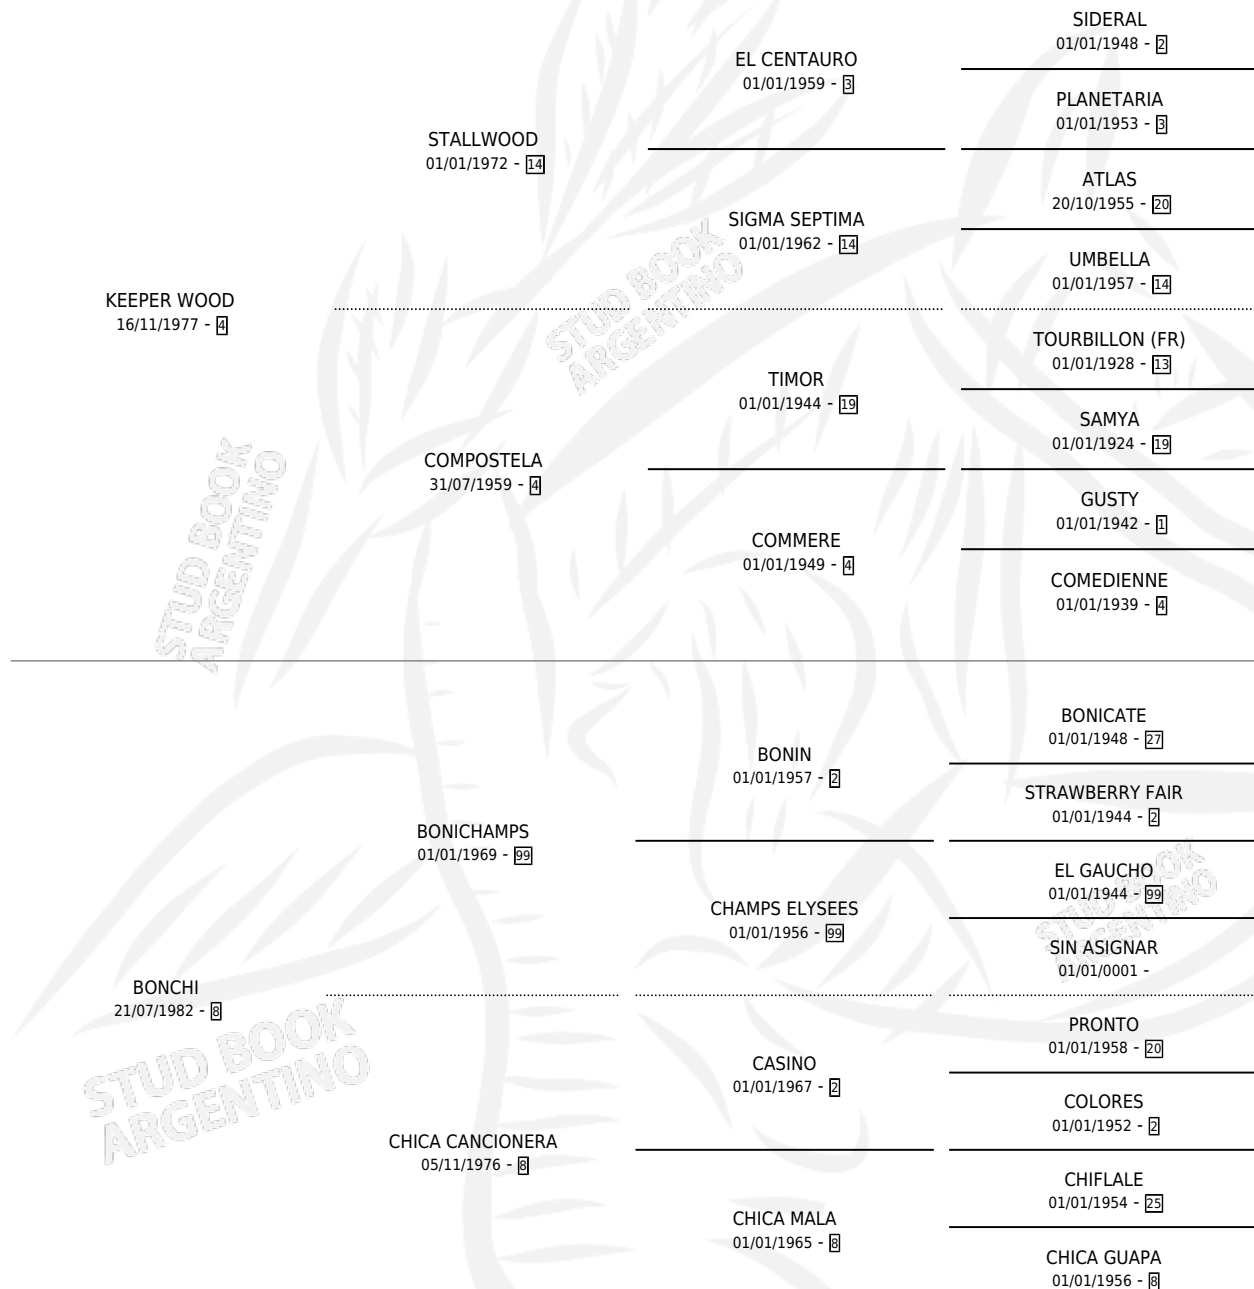 SIDERAL
01/01/1948 - 2
EL CENTAURO
01/01/1959 - 3
PLANETARIA
01/01/1953 - 3
STALLWOOD
01/01/1972 - 14
ATLAS
20/10/1955 - 20
SIGMA SEPTIMA
01/01/1962 - 14
UMBELLA
01/01/1957 - 14
KEEPER WOOD
16/11/1977 - 4
TOURBILLON (FR)
01/01/1928 - 13
TIMOR
01/01/1944 - 19
SAMYA
01/01/1924 - 19
COMPOSTELA
31/07/1959 - 4
GUSTY
01/01/1942 - 1
COMMERE
01/01/1949 - 4
COMEDIENNE
01/01/1939 - 4
BONICATE
01/01/1948 - 27
BONIN
01/01/1957 - 2
STRAWBERRY FAIR
01/01/1944 - 2
BONICHAMPS
01/01/1969 - 99
EL GAUCHO
01/01/1944 - 99
CHAMPS ELYSEES
01/01/1956 - 99
SIN ASIGNAR
01/01/0001 -
BONCHI
21/07/1982 - 8
PRONTO
01/01/1958 - 20
CASINO
01/01/1967 - 2
COLORES
01/01/1952 - 2
CHICA CANCIONERA
05/11/1976 - 8
CHIFLALE
01/01/1954 - 25
CHICA MALA
01/01/1965 - 8
CHICA GUAPA
01/01/1956 - 8
STUD BOOK
ARGENTINO
STUD BOOK
ARGENTINO
STUD BOOK
ARGENTINO
STUD BOOK
ARGENTINO